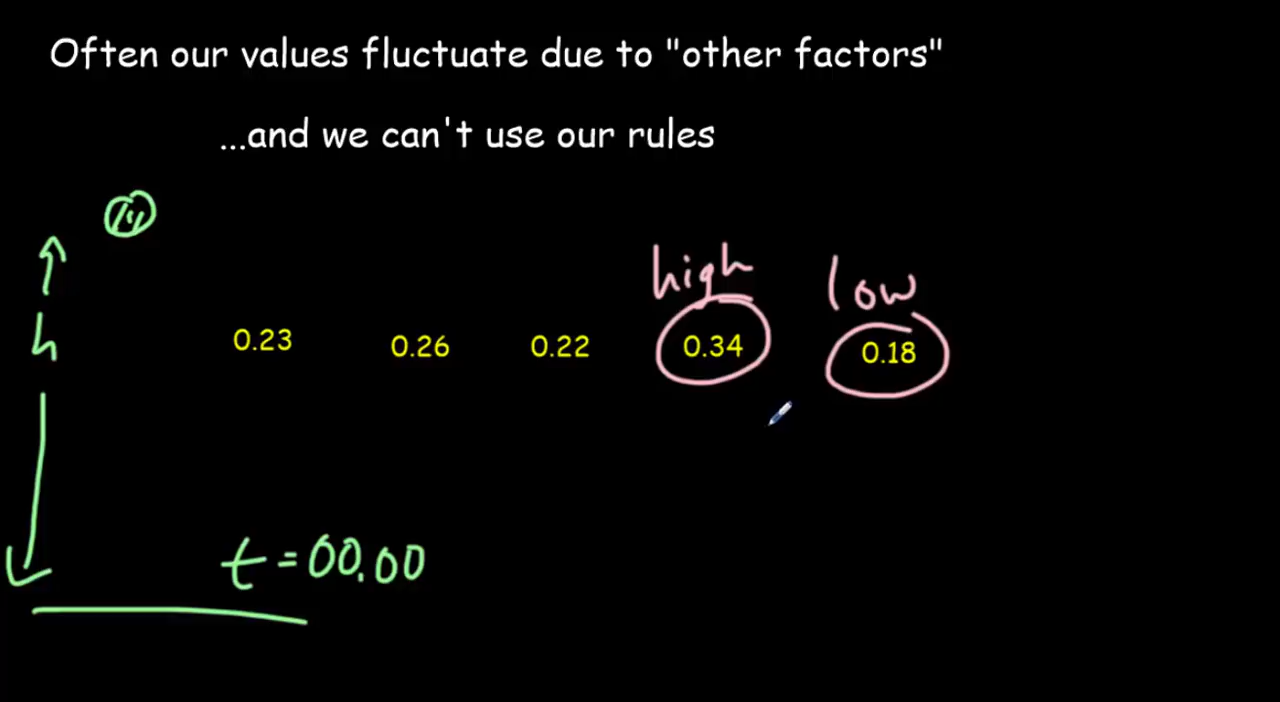 Often our values fluctuate due to "other factors"
...and we can't use our rules
high low
h 0.23 0.26 0.22 0.34 0.18
t = 00.00